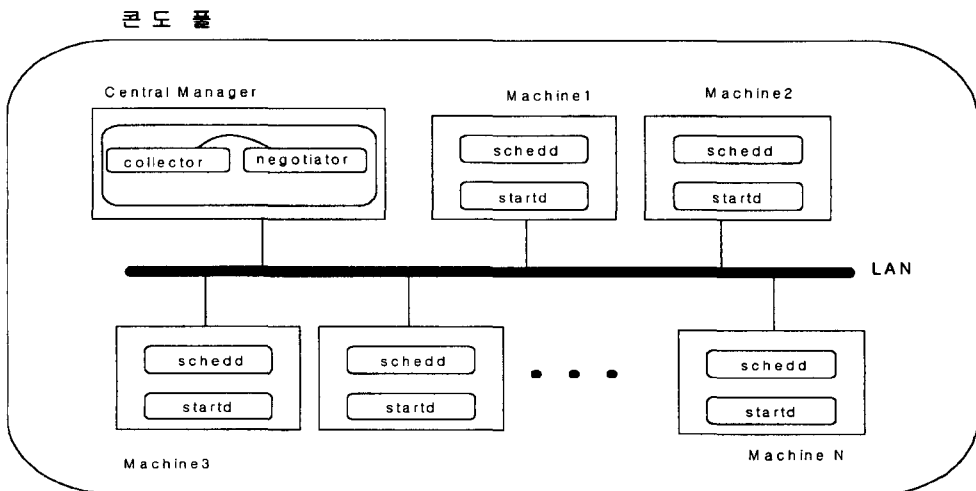 콘도 풀
Central Manager
Machine1
Machine2
collector
negotiator
schedd
startd
schedd
startd
LAN
schedd
startd
schedd
startd
schedd
startd
Machine3
Machine N